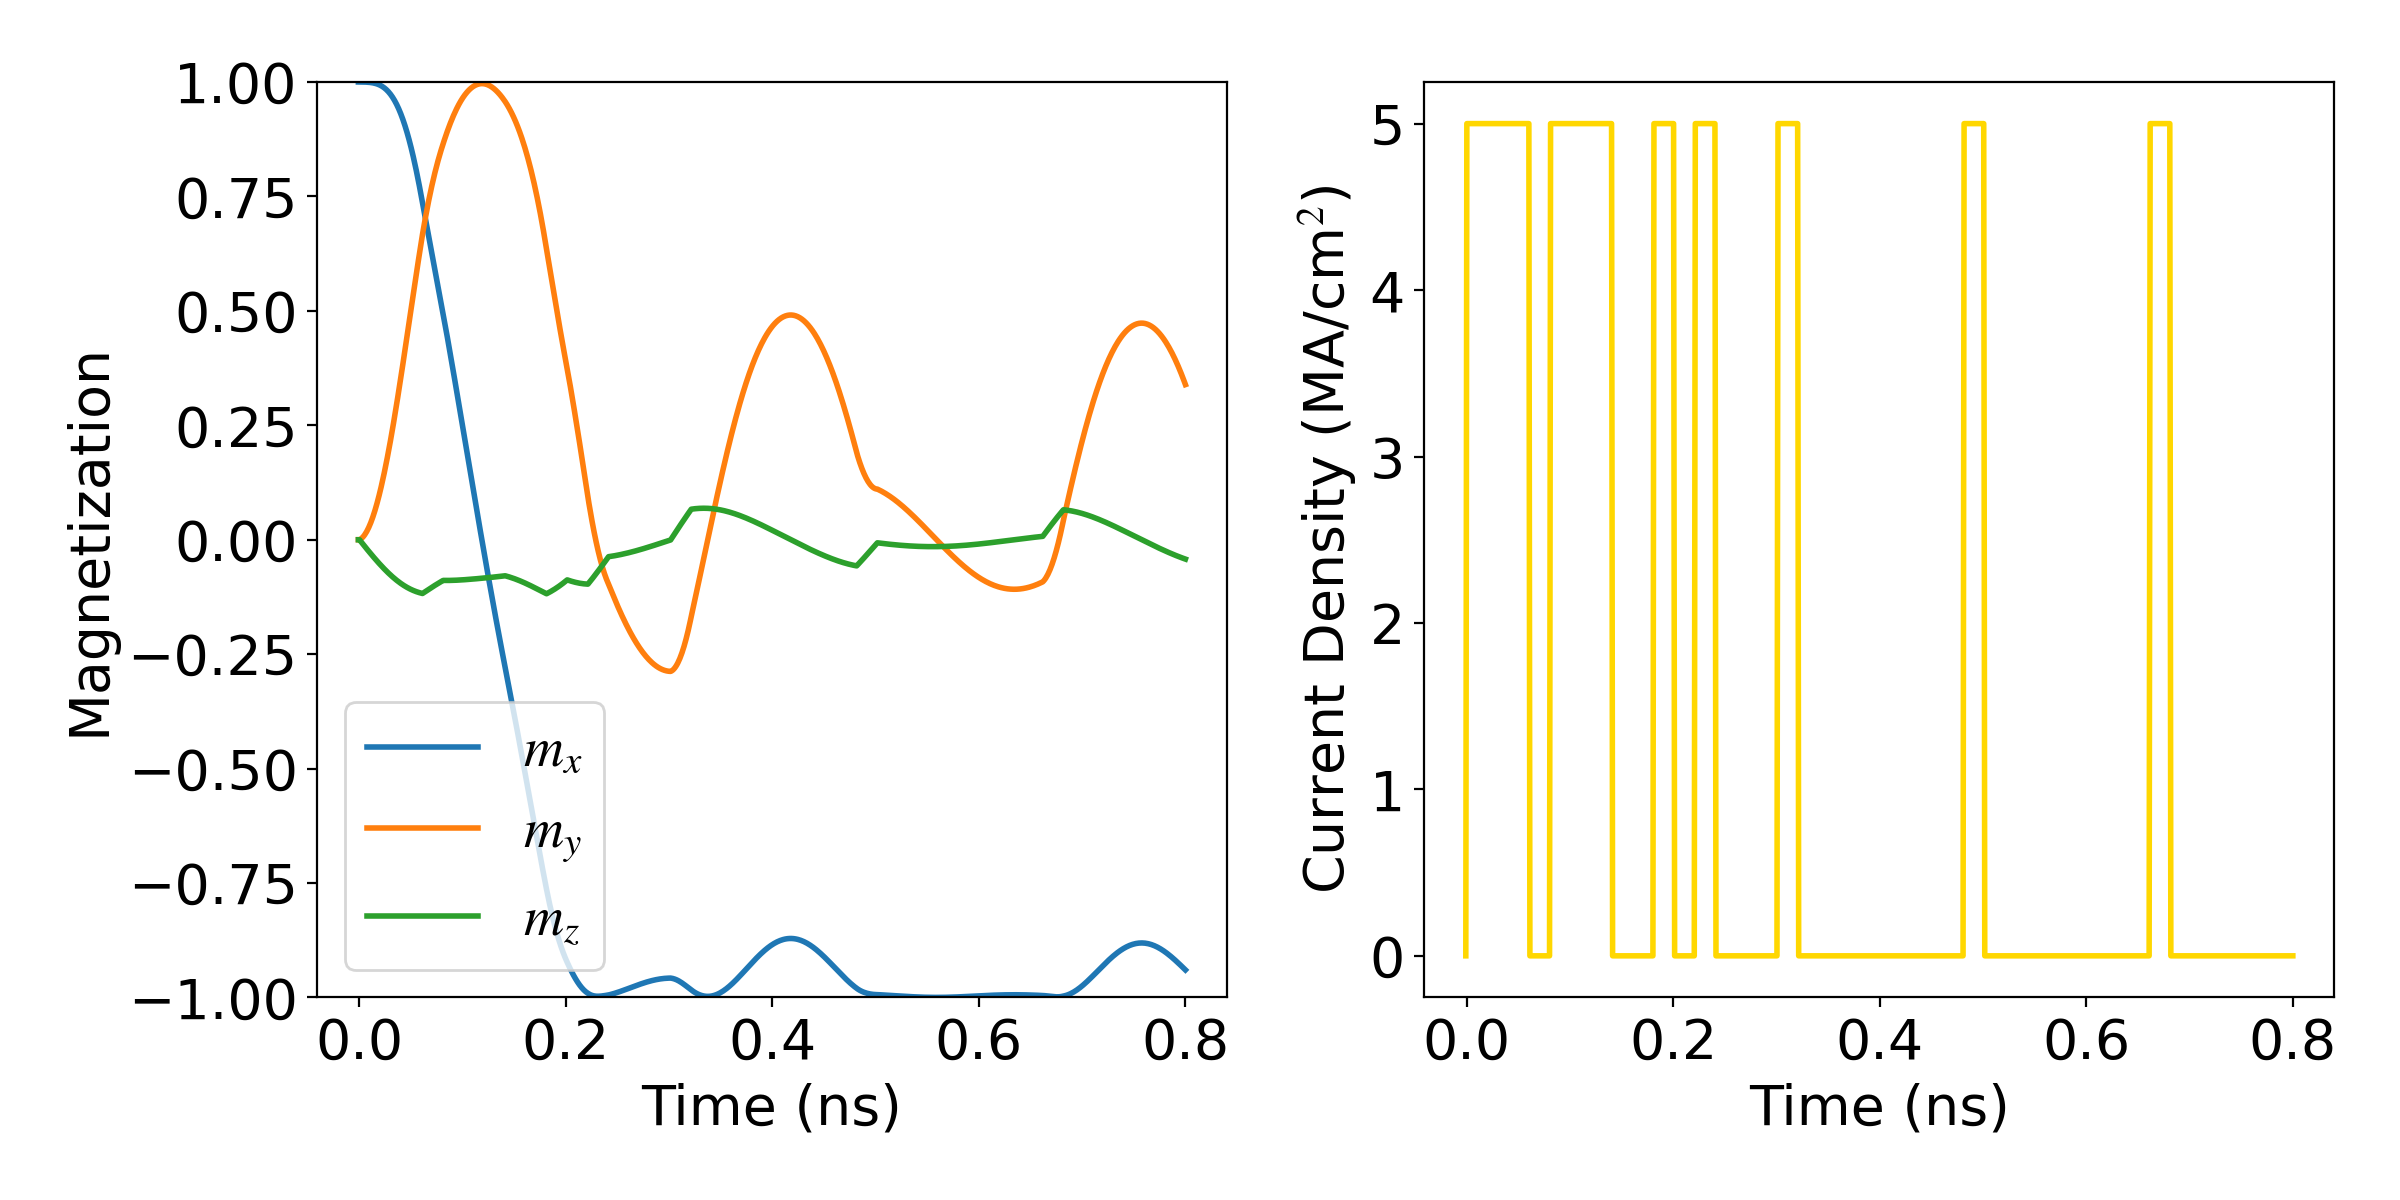 Magnetization
1.00
0.75
0.50
0.25
0.00
−0.25
−0.50
−0.75
−1.00
m_x
m_y
m_z
0.0 0.2 0.4 0.6 0.8
Time (ns)
Current Density (MA/cm²)
5
4
3
2
1
0
0.0 0.2 0.4 0.6 0.8
Time (ns)